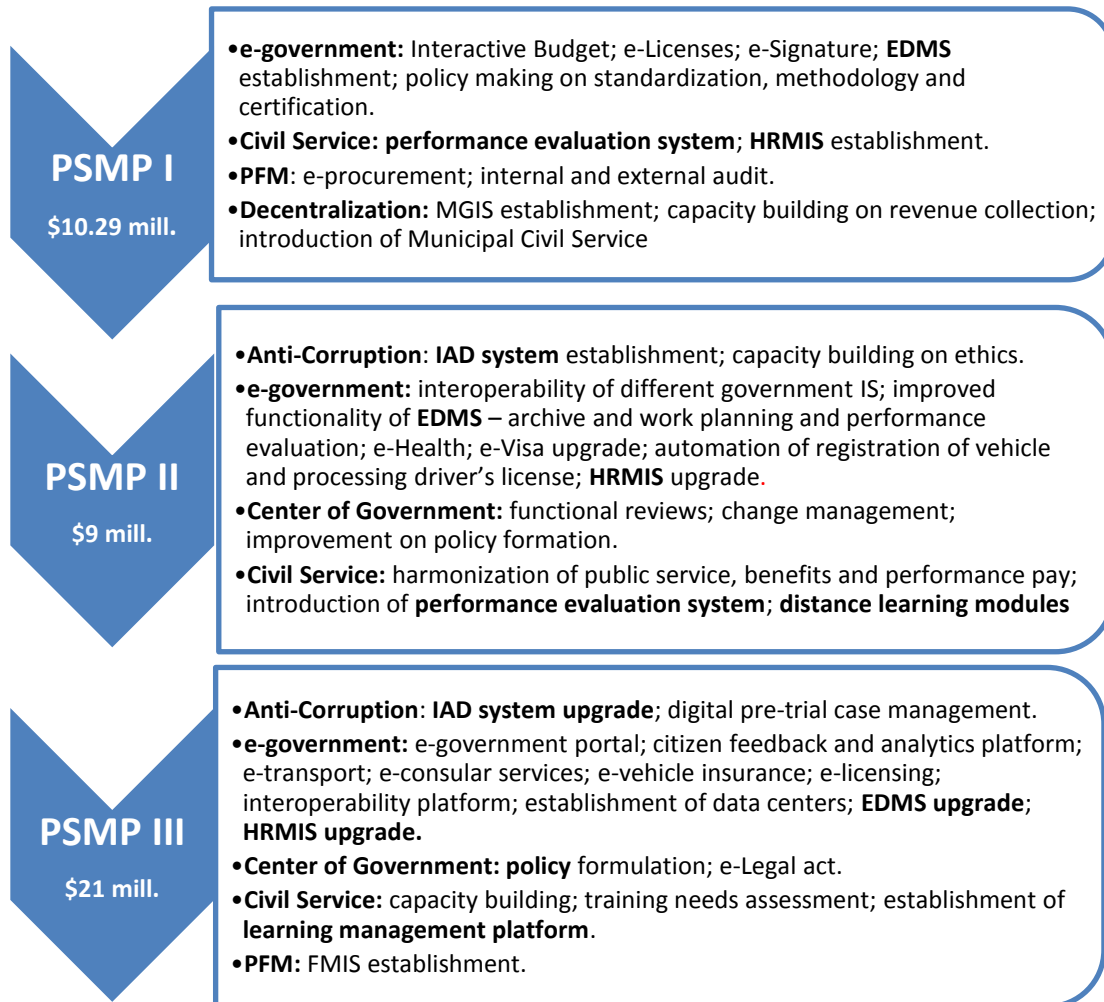 PSMP I
$10.29 mill.
•e-government: Interactive Budget; e-Licenses; e-Signature; EDMS
establishment; policy making on standardization, methodology and
certification.
•Civil Service: performance evaluation system; HRMIS establishment.
•PFM: e-procurement; internal and external audit.
•Decentralization: MGIS establishment; capacity building on revenue collection;
introduction of Municipal Civil Service
PSMP II
$9 mill.
•Anti-Corruption: IAD system establishment; capacity building on ethics.
•e-government: interoperability of different government IS; improved
functionality of EDMS – archive and work planning and performance
evaluation; e-Health; e-Visa upgrade; automation of registration of vehicle
and processing driver’s license; HRMIS upgrade.
•Center of Government: functional reviews; change management;
improvement on policy formation.
•Civil Service: harmonization of public service, benefits and performance pay;
introduction of performance evaluation system; distance learning modules
PSMP III
$21 mill.
•Anti-Corruption: IAD system upgrade; digital pre-trial case management.
•e-government: e-government portal; citizen feedback and analytics platform;
e-transport; e-consular services; e-vehicle insurance; e-licensing;
interoperability platform; establishment of data centers; EDMS upgrade;
HRMIS upgrade.
•Center of Government: policy formulation; e-Legal act.
•Civil Service: capacity building; training needs assessment; establishment of
learning management platform.
•PFM: FMIS establishment.